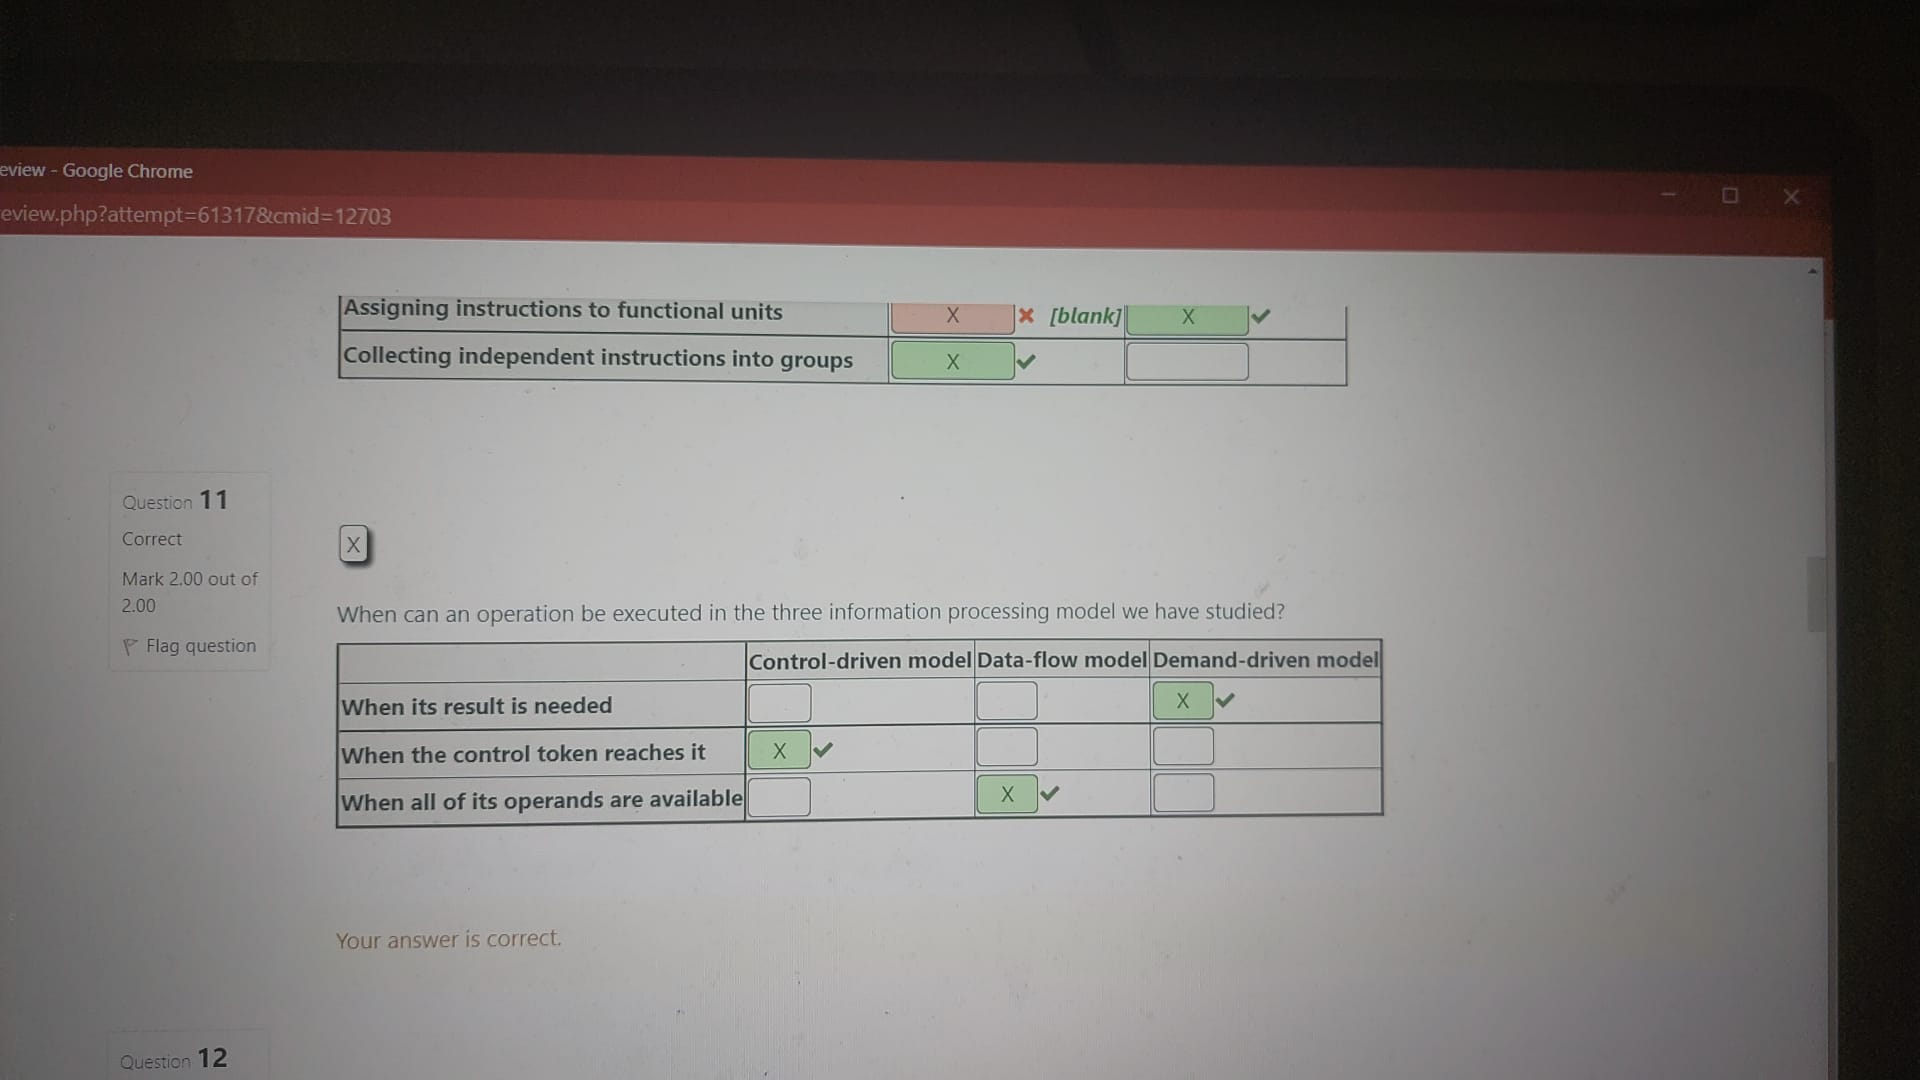 eview - Google Chrome
eview.php?attempt=61317&cmid=12703
Assigning instructions to functional units X [blank] X
Collecting independent instructions into groups X
Question 11
Correct
Mark 2.00 out of
2.00
Flag question
X
When can an operation be executed in the three information processing model we have studied?
Control-driven model Data-flow model Demand-driven model
When its result is needed X
When the control token reaches it X
When all of its operands are available X
Your answer is correct.
Question 12